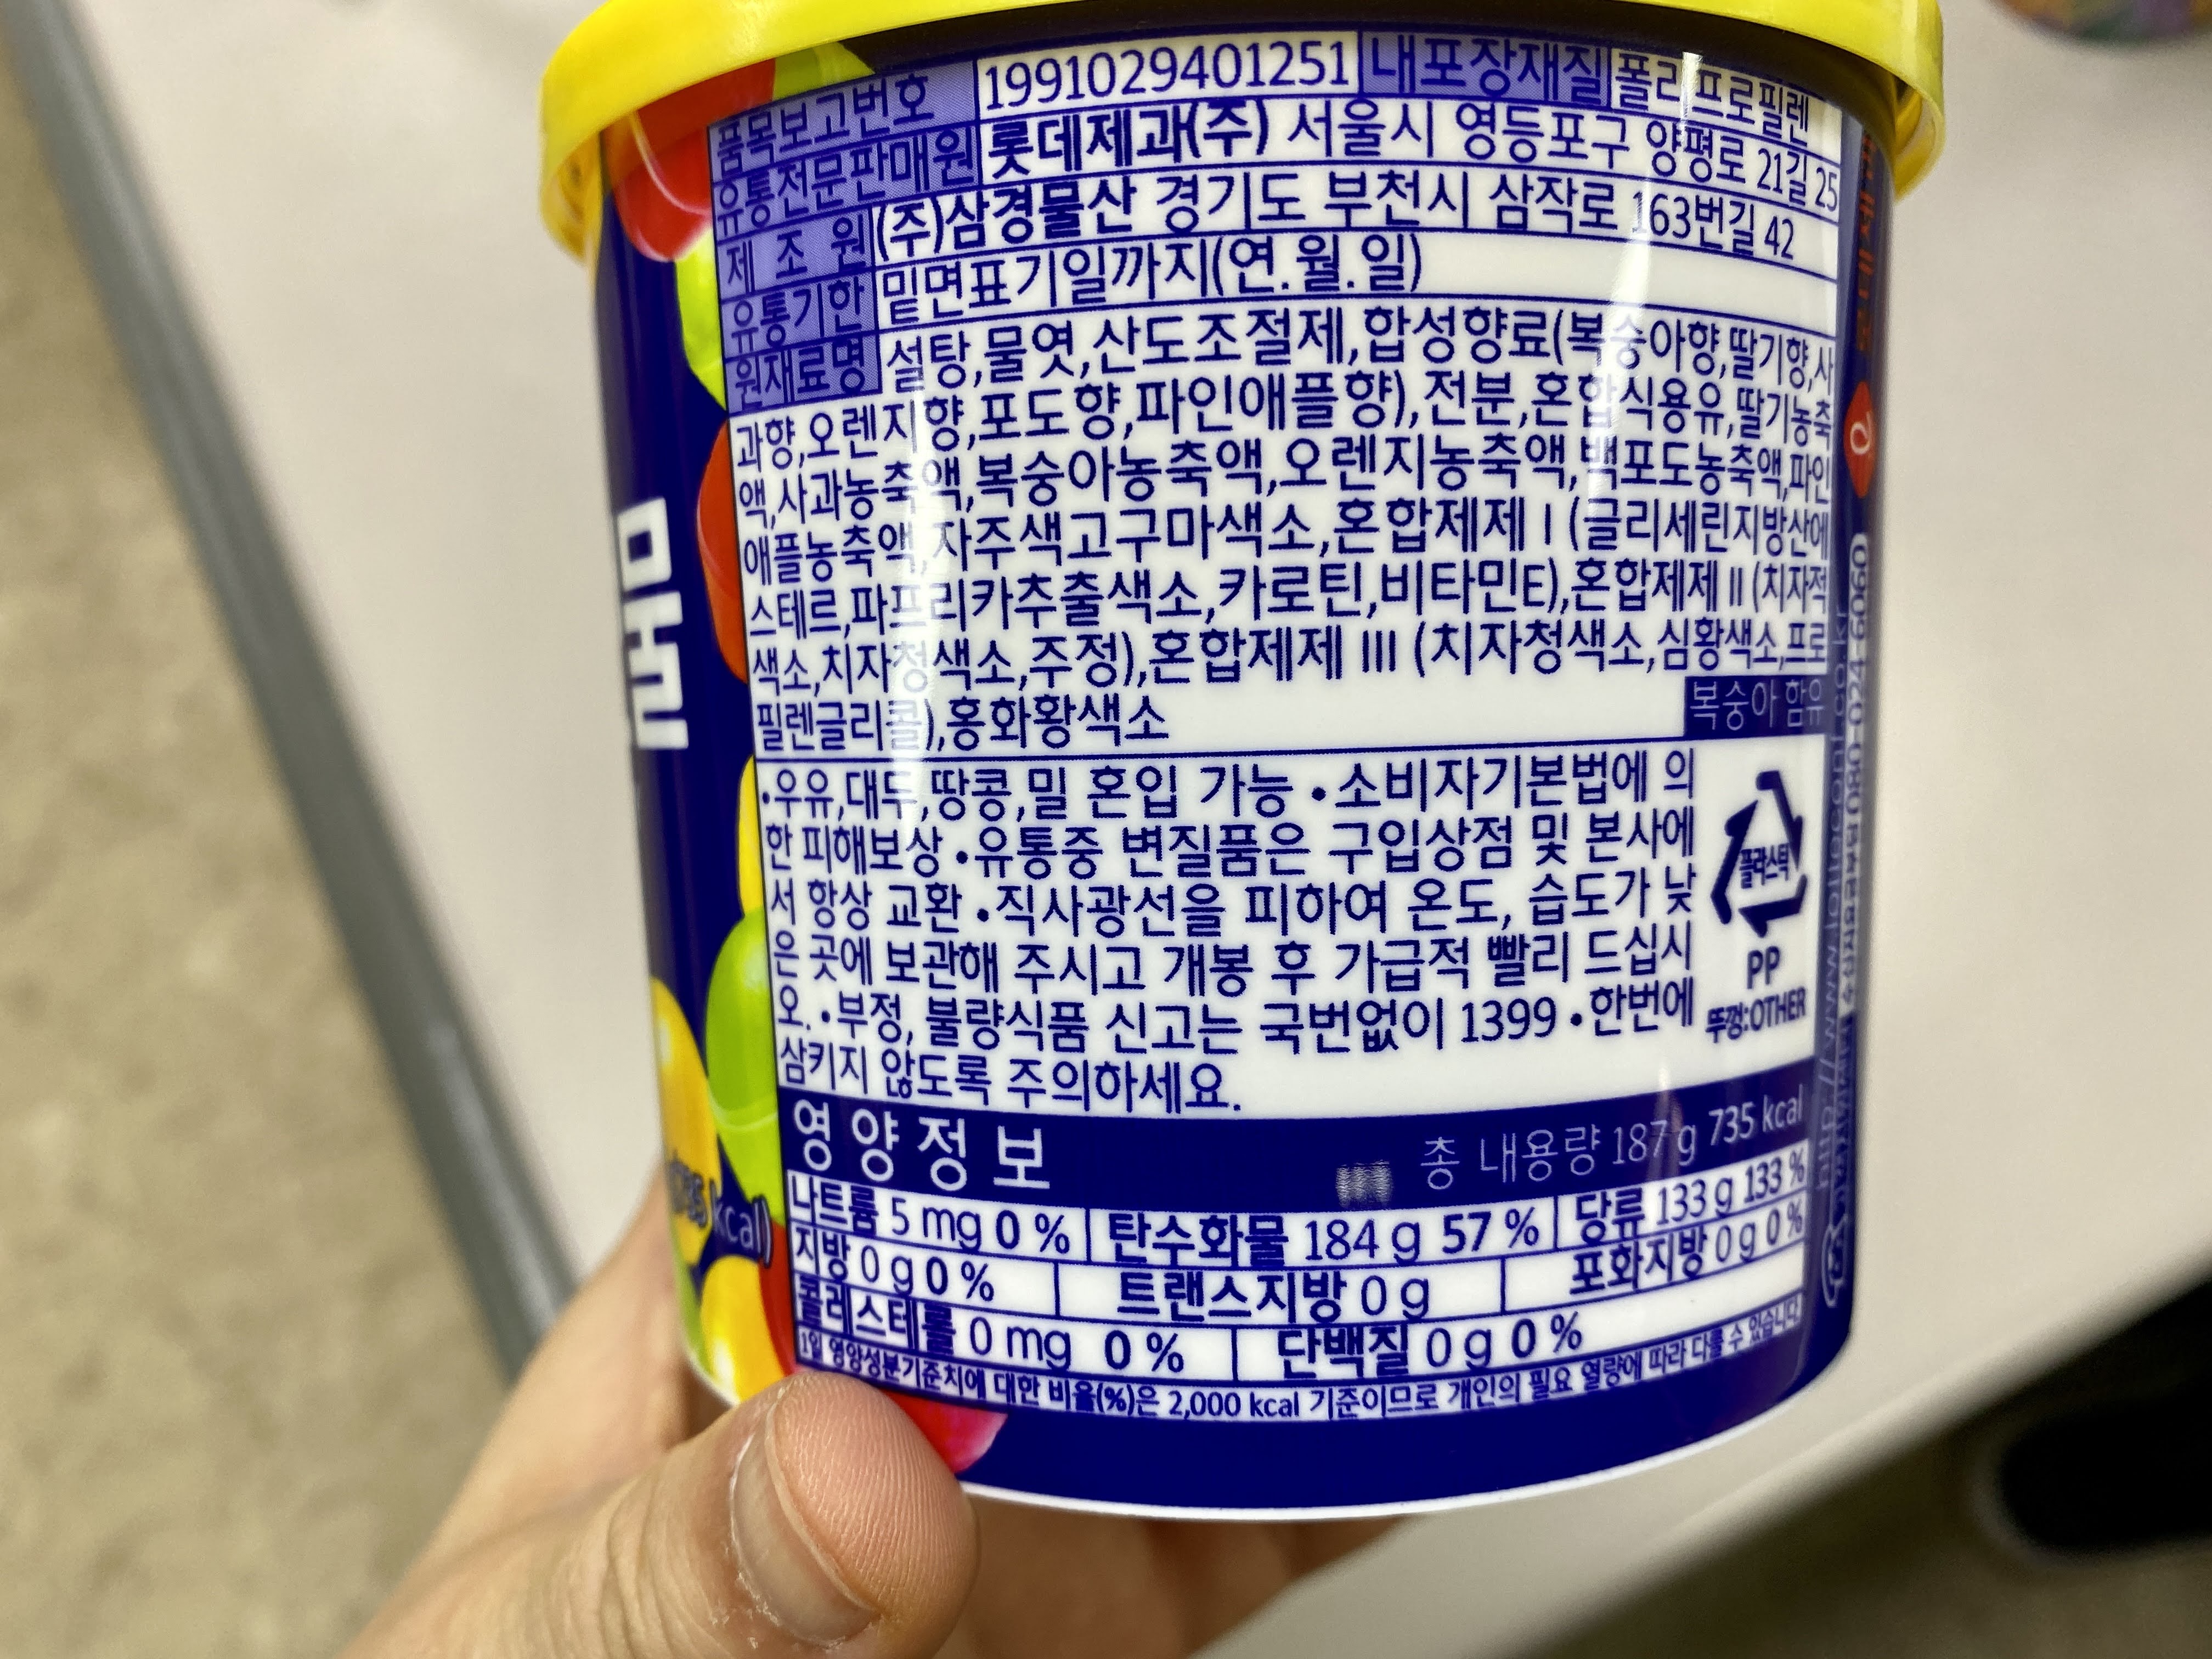 품목보고번호 1991029401251 내포장재질 폴리프로필렌
유통전문판매원 롯데제과(주) 서울시 영등포구 양평로 21길 25
제 조 원 (주)삼경물산 경기도 부천시 삼작로 163번길 42
유통기한 밑면표기일까지(연.월.일)
원재료명 설탕,물엿,산도조절제,합성향료(복숭아향,딸기향,사
과향,오렌지향,포도향,파인애플향),전분,혼합식용유,딸기농축
액,사과농축액,복숭아농축액,오렌지농축액,백포도농축액,파인
애플농축액,자주색고구마색소,혼합제제 I (글리세린지방산에
스테르,파프리카추출색소,카로틴,비타민E),혼합제제 II (치자적
색소,치자청색소,주정),혼합제제 III (치자청색소,심황색소,프로
필렌글리콜),홍화황색소
복숭아 함유
•우유,대두,땅콩,밀 혼입 가능 •소비자기본법에 의
한 피해보상 •유통중 변질품은 구입상점 및 본사에
서 항상 교환 •직사광선을 피하여 온도, 습도가 낮
은 곳에 보관해 주시고 개봉 후 가급적 빨리 드십시
오. •부정, 불량식품 신고는 국번없이 1399 •한번에
삼키지 않도록 주의하세요.
플라스틱
PP
뚜껑:OTHER
영양정보 총 내용량 187 g 735 kcal
나트륨 5 mg 0 % 탄수화물 184 g 57 % 당류 133 g 133 %
지방 0 g 0 % 트랜스지방 0 g 포화지방 0 g 0 %
콜레스테롤 0 mg 0 % 단백질 0 g 0 %
1일 영양성분기준치에 대한 비율(%)은 2,000 kcal 기준이므로 개인의 필요 열량에 따라 다를 수 있습니다.
몰
kcal)